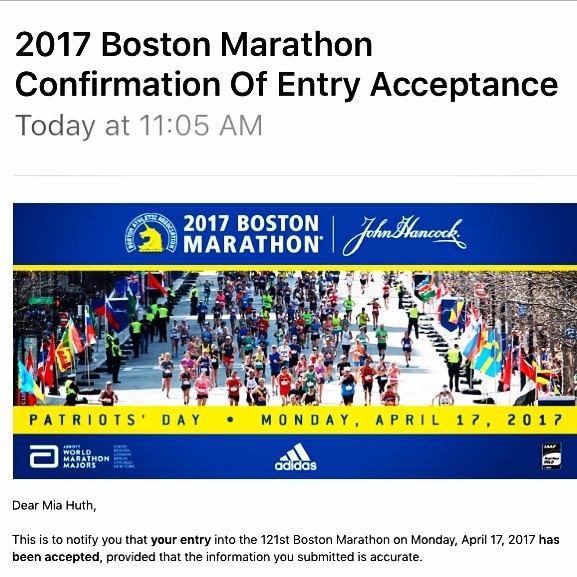 2017 Boston Marathon
Confirmation Of Entry Acceptance
Today at 11:05 AM
2017 BOSTON
MARATHON
John Hancock
BOSTON ATHLETIC ASSOCIATION
PATRIOTS' DAY • MONDAY, APRIL 17, 2017
ABBOTT
WORLD
MARATHON
MAJORS
TOKYO
BOSTON
LONDON
BERLIN
CHICAGO
NEW YORK
adidas
IAAF
Dear Mia Huth,
This is to notify you that your entry into the 121st Boston Marathon on Monday, April 17, 2017 has
been accepted, provided that the information you submitted is accurate.